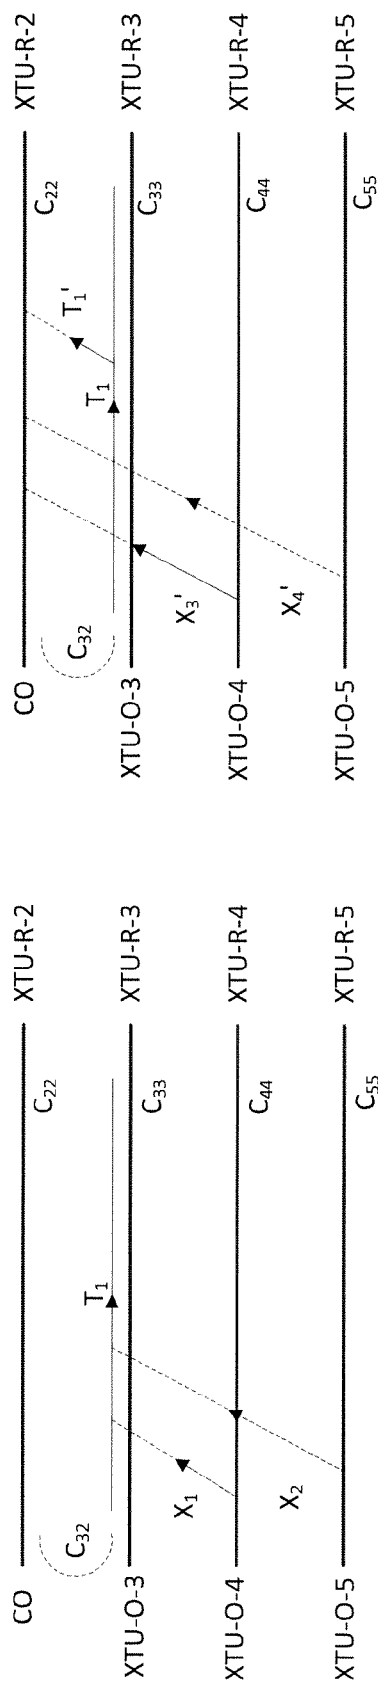 CO XTU-R-2
C22
C32
T1
T1'
XTU-O-3 XTU-R-3
C33
X3'
XTU-O-4 XTU-R-4
C44
X4'
XTU-O-5 XTU-R-5
C55
CO XTU-R-2
C22
C32
T1
XTU-O-3 XTU-R-3
C33
X1
XTU-O-4 XTU-R-4
C44
X2
XTU-O-5 XTU-R-5
C55